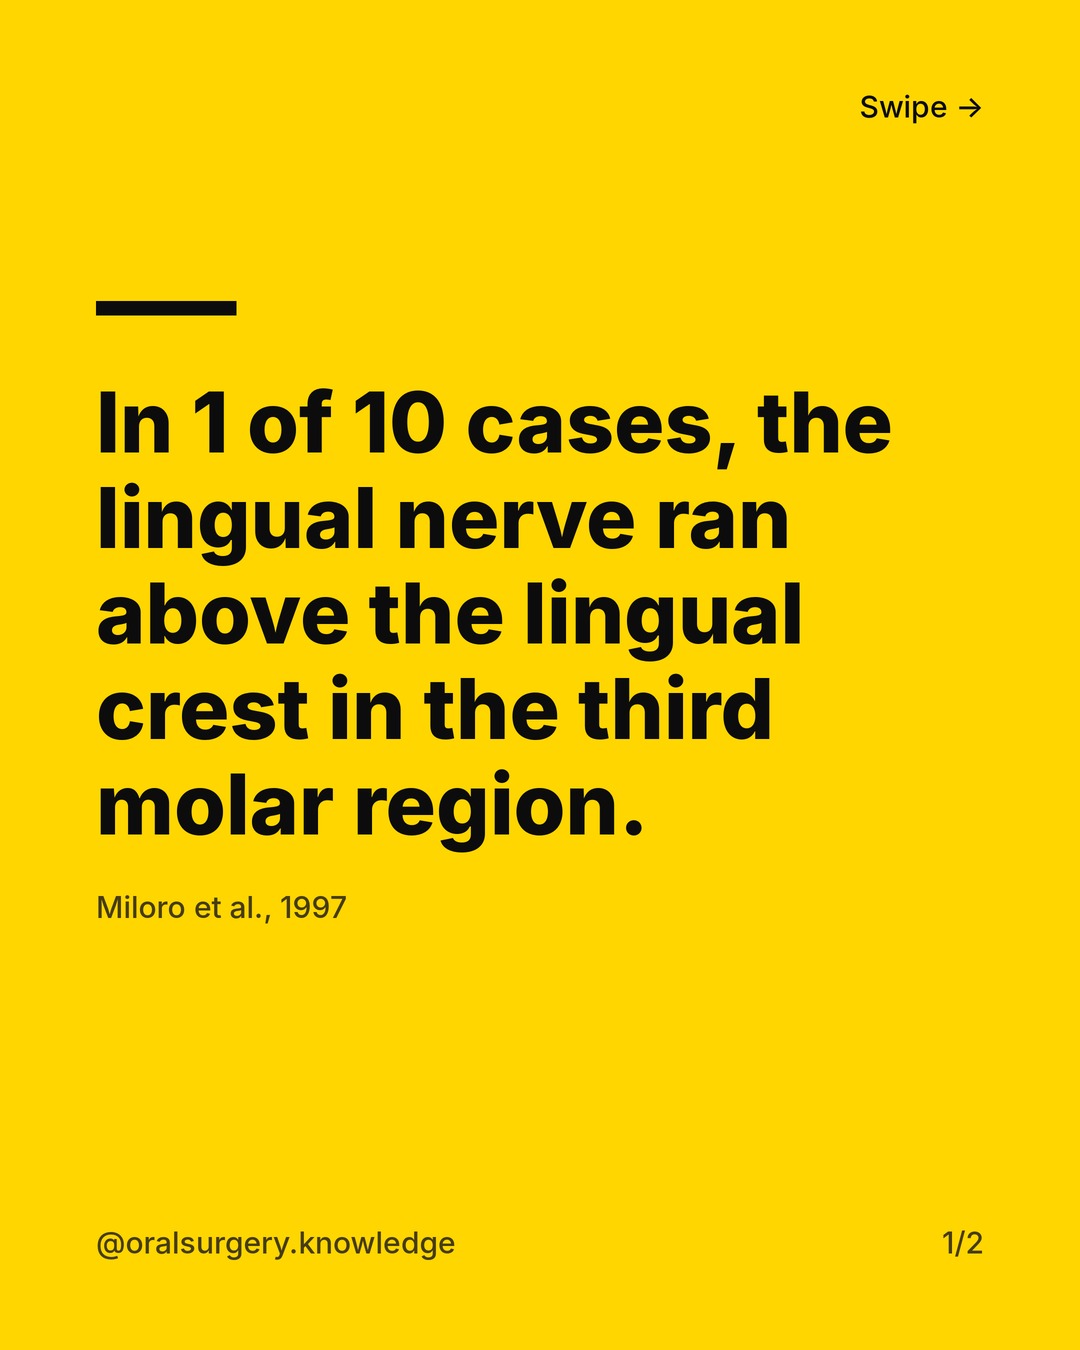 Swipe →
In 1 of 10 cases, the
lingual nerve ran
above the lingual
crest in the third
molar region.
Miloro et al., 1997
@oralsurgery.knowledge
1/2